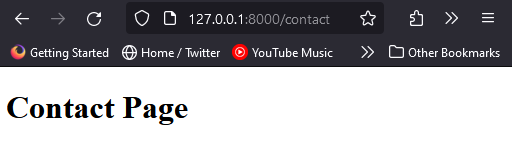 127.0.0.1:8000/contact
Getting Started Home / Twitter YouTube Music Other Bookmarks
Contact Page